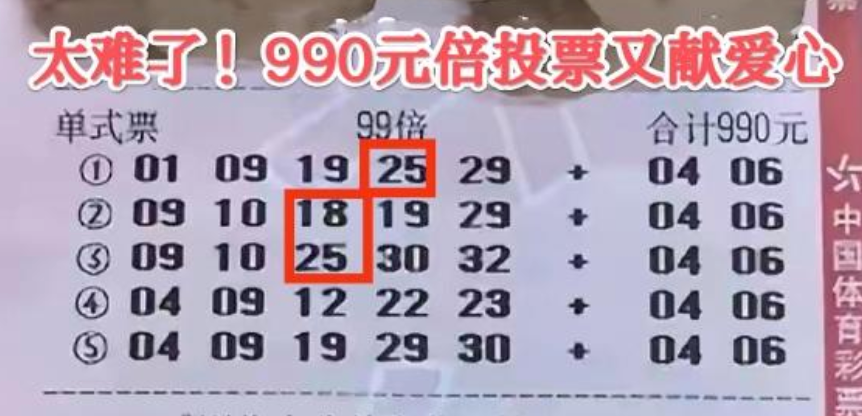 太难了！990元倍投票又献爱心
单式票 99倍 合计990元
① 01 09 19 25 29 + 04 06
② 09 10 18 19 29 + 04 06
③ 09 10 25 30 32 + 04 06
④ 04 09 12 22 23 + 04 06
⑤ 04 09 19 29 30 + 04 06
中国体育彩票